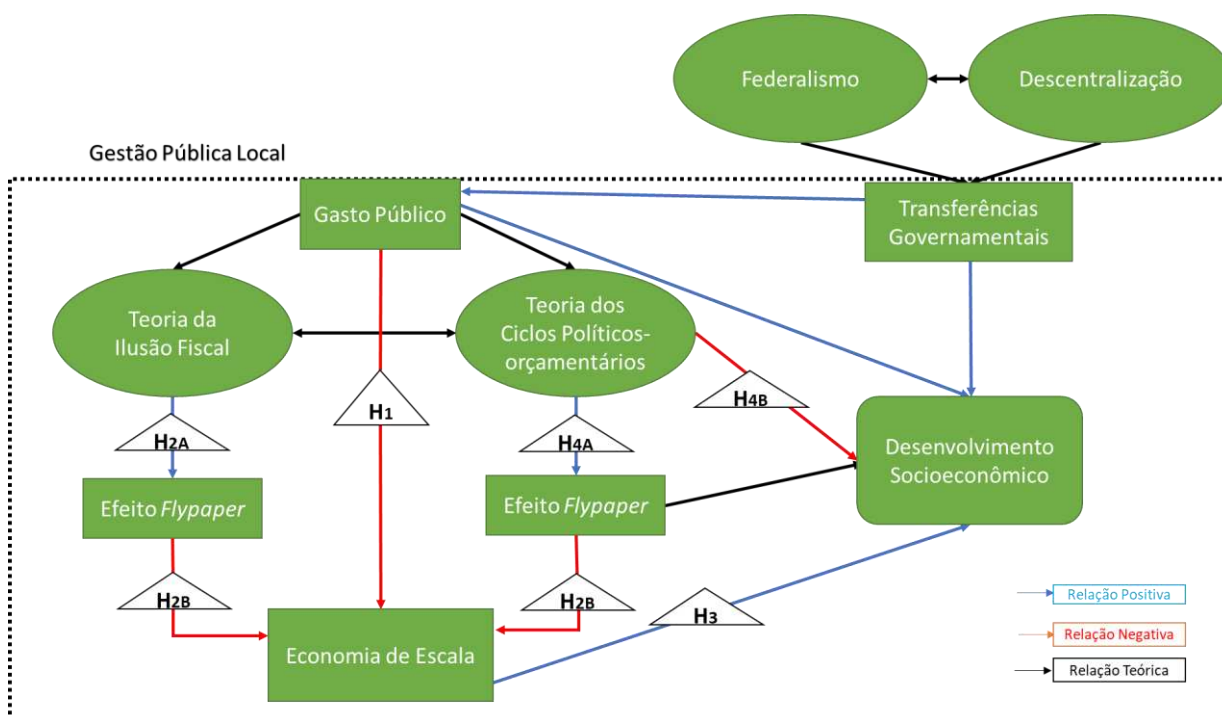 Federalismo
Descentralização
Gestão Pública Local
Gasto Público
Transferências
Governamentais
Teoria da
Ilusão Fiscal
Teoria dos
Ciclos Políticos-
orçamentários
H1
H4B
H2A
H4A
Desenvolvimento
Socioeconômico
Efeito Flypaper
Efeito Flypaper
H2B
H2B
H3
Economia de Escala
Relação Positiva
Relação Negativa
Relação Teórica